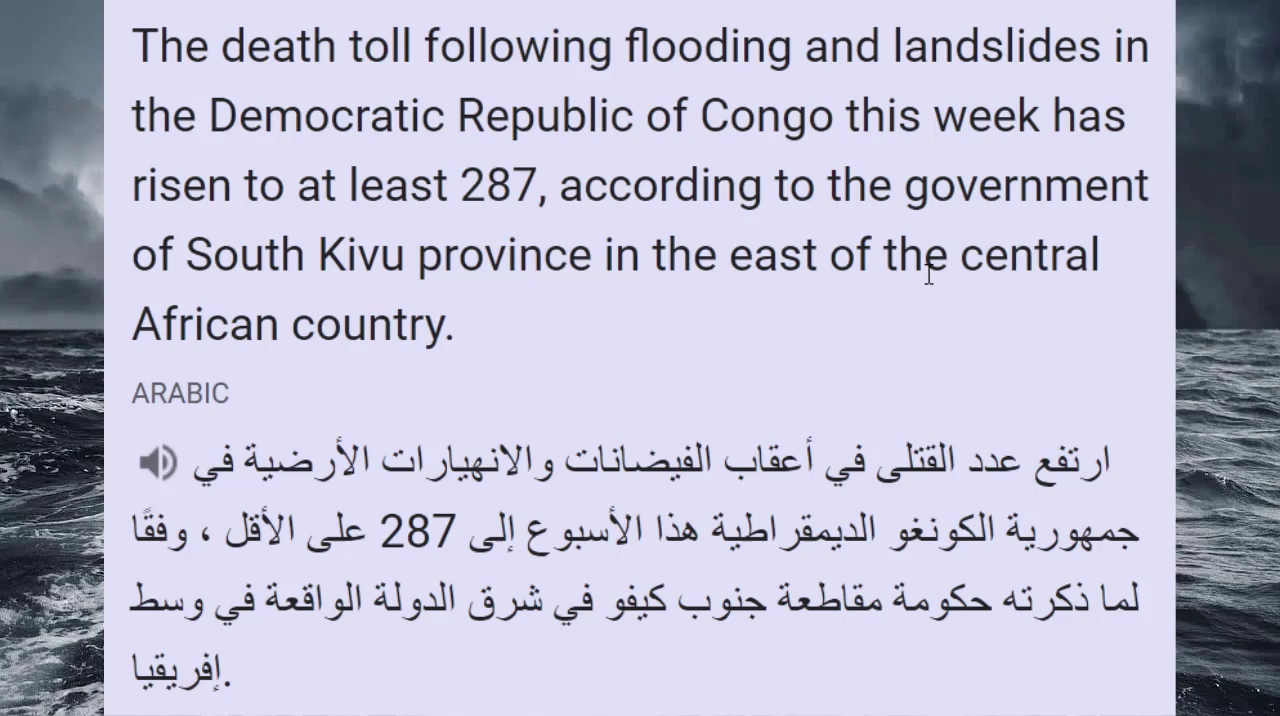 The death toll following flooding and landslides in
the Democratic Republic of Congo this week has
risen to at least 287, according to the government
of South Kivu province in the east of the central
African country.
ARABIC
ارتفع عدد القتلى في أعقاب الفيضانات والانهيارات الأرضية في
جمهورية الكونغو الديمقراطية هذا الأسبوع إلى 287 على الأقل ، وفقًا
لما ذكرته حكومة مقاطعة جنوب كيفو في شرق الدولة الواقعة في وسط
إفريقيا.